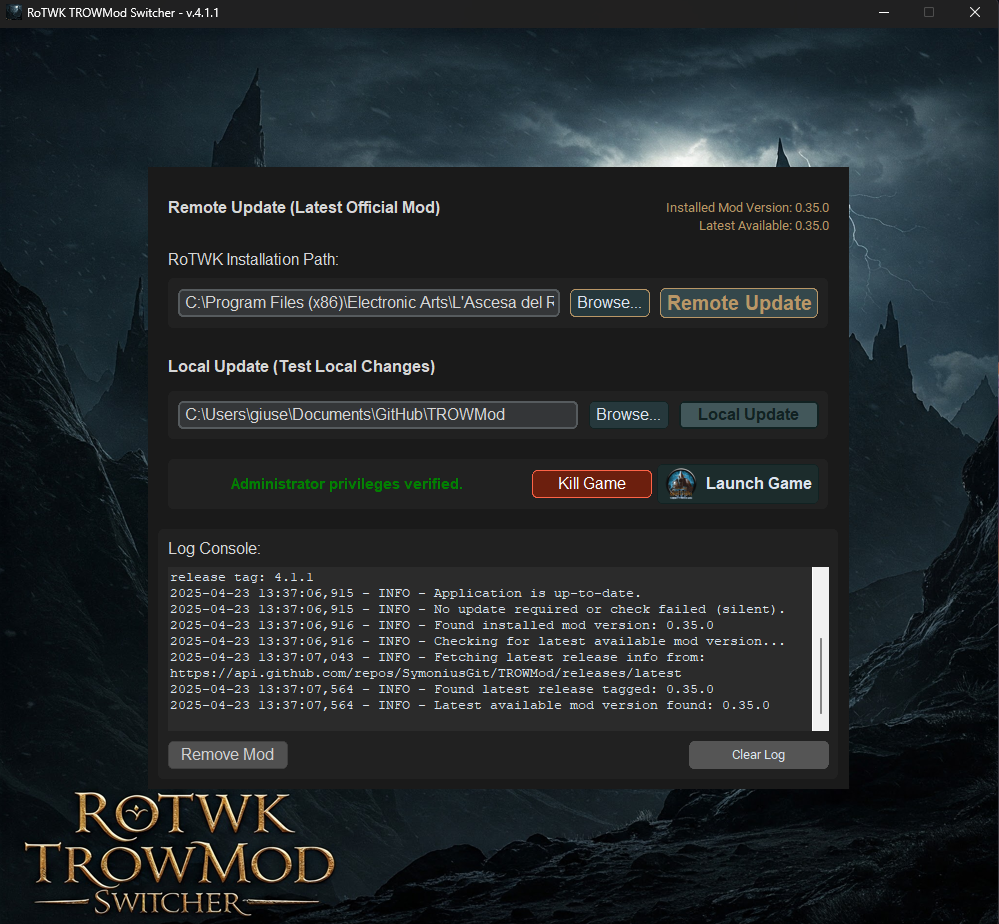 RoTWK TROWMod Switcher - v.4.1.1
Remote Update (Latest Official Mod)
Installed Mod Version: 0.35.0
Latest Available: 0.35.0
RoTWK Installation Path:
C:\Program Files (x86)\Electronic Arts\L'Ascesa del R
Browse...
Remote Update
Local Update (Test Local Changes)
C:\Users\giuse\Documents\GitHub\TROWMod
Browse...
Local Update
Administrator privileges verified.
Kill Game
Launch Game
Log Console:
release tag: 4.1.1
2025-04-23 13:37:06,915 - INFO - Application is up-to-date.
2025-04-23 13:37:06,915 - INFO - No update required or check failed (silent).
2025-04-23 13:37:06,916 - INFO - Found installed mod version: 0.35.0
2025-04-23 13:37:06,916 - INFO - Checking for latest available mod version...
2025-04-23 13:37:07,043 - INFO - Fetching latest release info from:
https://api.github.com/repos/SymoniusGit/TROWMod/releases/latest
2025-04-23 13:37:07,564 - INFO - Found latest release tagged: 0.35.0
2025-04-23 13:37:07,564 - INFO - Latest available mod version found: 0.35.0
Remove Mod
Clear Log
RoTWK
TROWMOD
SWITCHER